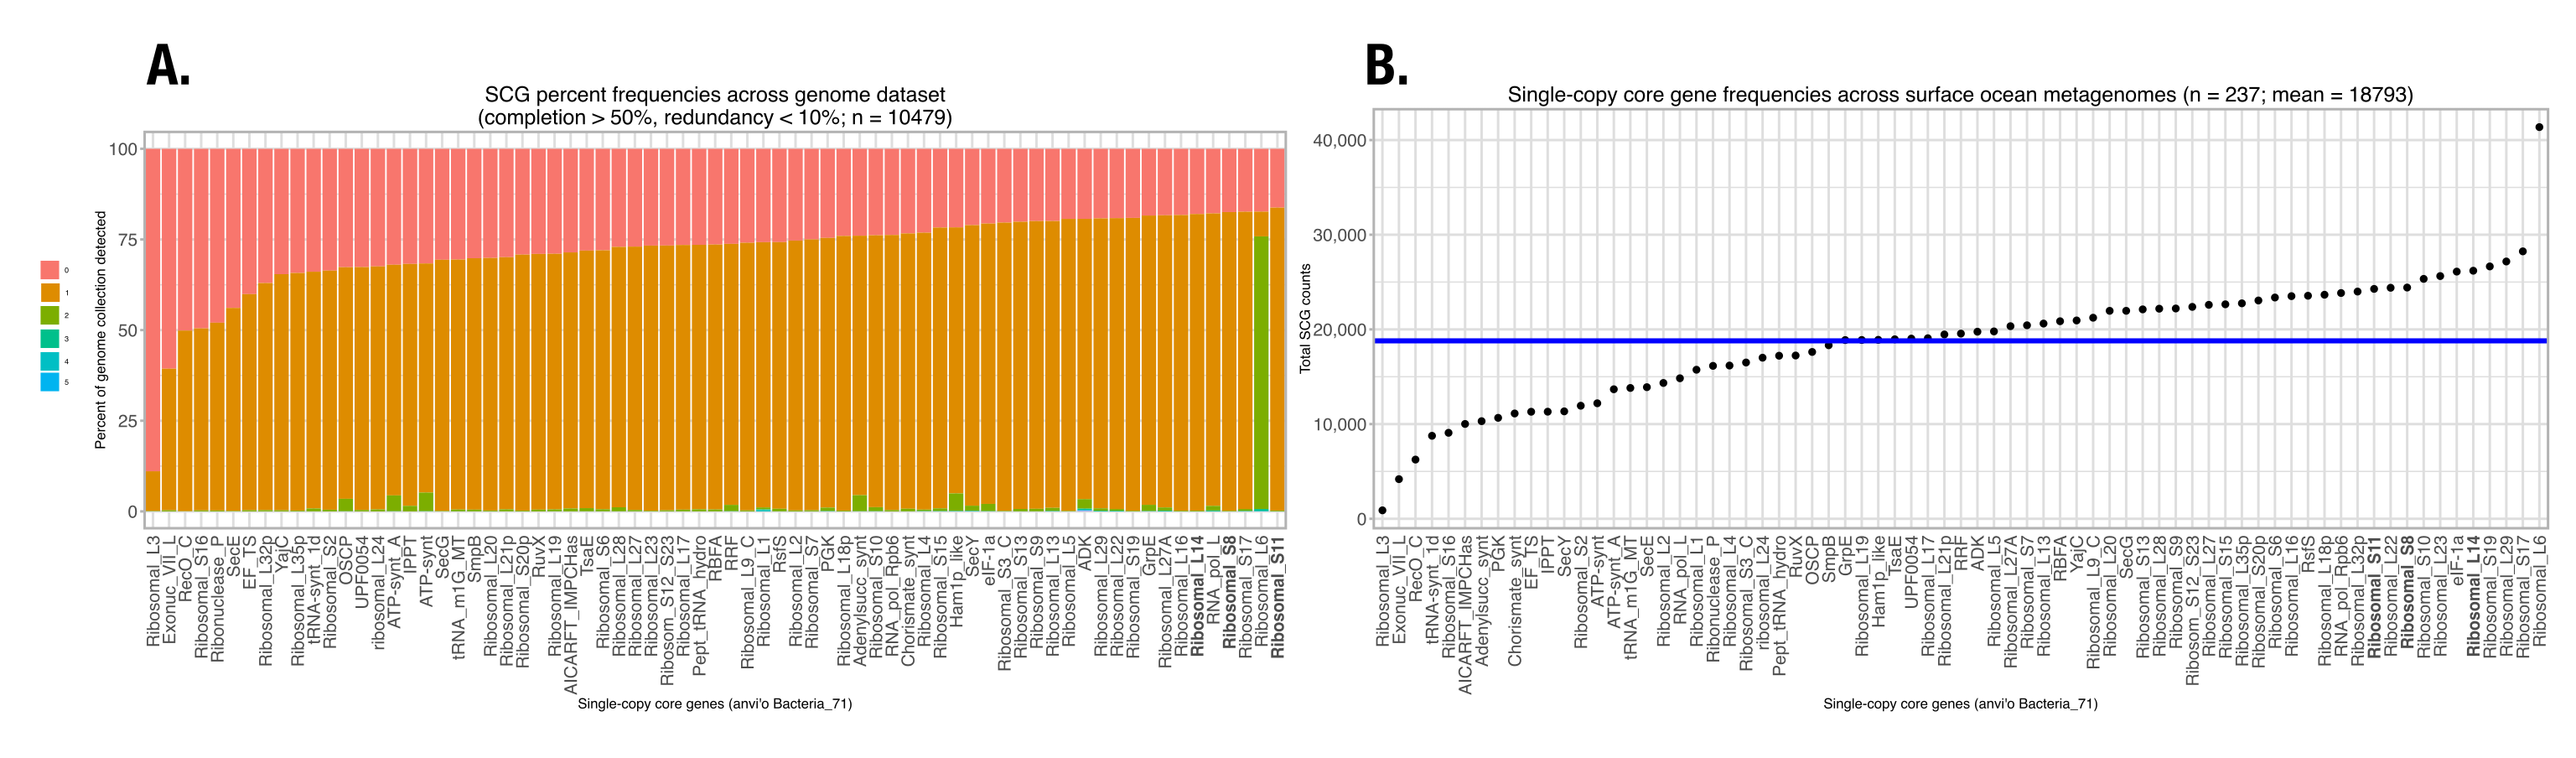 A.
SCG percent frequencies across genome dataset
(completion > 50%, redundancy < 10%; n = 10479)
Percent of genome collection detected
100
75
50
25
0
0
1
2
3
4
5
Ribosomal_L3
Exonuc_VII_L
RecO_C
Ribosomal_S16
Ribonuclease_P
SecE
EF_TS
Ribosomal_L32p
YajC
Ribosomal_L35p
tRNA-synt_1d
Ribosomal_S2
OSCP
UPF0054
ribosomal_L24
ATP-synt_A
IPPT
ATP-synt
SecG
tRNA_m1G_MT
SmpB
Ribosomal_L20
Ribosomal_L21p
Ribosomal_S20p
RuvX
Ribosomal_L19
AICARFT_IMPCHas
TsaE
Ribosomal_S6
Ribosomal_L28
Ribosomal_L27
Ribosomal_L23
Ribosom_S12_S23
Ribosomal_L17
Pept_tRNA_hydro
RBFA
RRF
Ribosomal_L9_C
Ribosomal_L1
RsfS
Ribosomal_L2
Ribosomal_S7
PGK
Ribosomal_L18p
Adenylsucc_synt
Ribosomal_S10
RNA_pol_Rpb6
Chorismate_synt
Ribosomal_L4
Ribosomal_S15
Ham1p_like
SecY
eIF-1a
Ribosomal_S3_C
Ribosomal_S13
Ribosomal_S9
Ribosomal_L13
Ribosomal_L5
ADK
Ribosomal_L29
Ribosomal_L22
Ribosomal_S19
GrpE
Ribosomal_L27A
Ribosomal_L16
Ribosomal_L14
RNA_pol_L
Ribosomal_S8
Ribosomal_S17
Ribosomal_L6
Ribosomal_S11
Single-copy core genes (anvi'o Bacteria_71)
B.
Single-copy core gene frequencies across surface ocean metagenomes (n = 237; mean = 18793)
Total SCG counts
40,000
30,000
20,000
10,000
0
Ribosomal_L3
Exonuc_VII_L
RecO_C
tRNA-synt_1d
Ribosomal_S16
AICARFT_IMPCHas
Adenylsucc_synt
PGK
Chorismate_synt
EF_TS
IPPT
SecY
Ribosomal_S2
ATP-synt
ATP-synt_A
tRNA_m1G_MT
SecE
Ribosomal_L2
RNA_pol_L
Ribosomal_L1
Ribonuclease_P
Ribosomal_L4
Ribosomal_S3_C
ribosomal_L24
Pept_tRNA_hydro
RuvX
OSCP
SmpB
GrpE
Ribosomal_L19
Ham1p_like
TsaE
UPF0054
Ribosomal_L17
Ribosomal_L21p
RRF
ADK
Ribosomal_L5
Ribosomal_L27A
Ribosomal_S7
Ribosomal_L13
RBFA
YajC
Ribosomal_L9_C
Ribosomal_L20
SecG
Ribosomal_S13
Ribosomal_L28
Ribosomal_S9
Ribosom_S12_S23
Ribosomal_L27
Ribosomal_S15
Ribosomal_L35p
Ribosomal_S20p
Ribosomal_S6
Ribosomal_L16
RsfS
Ribosomal_L18p
RNA_pol_Rpb6
Ribosomal_L32p
Ribosomal_S11
Ribosomal_L22
Ribosomal_S8
Ribosomal_S10
Ribosomal_L23
eIF-1a
Ribosomal_L14
Ribosomal_S19
Ribosomal_L29
Ribosomal_S17
Ribosomal_L6
Single-copy core genes (anvi'o Bacteria_71)